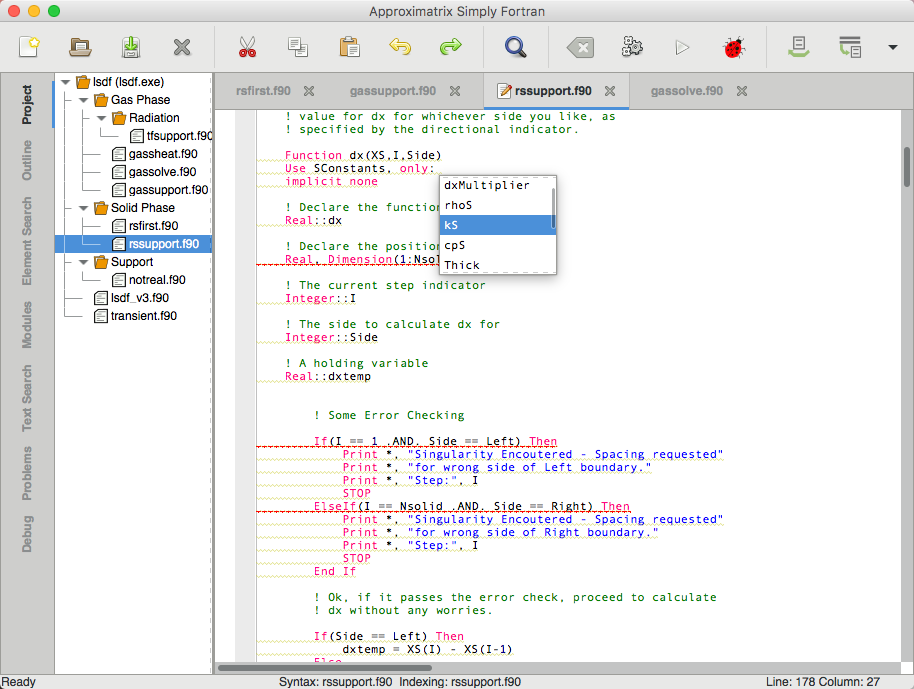 Approximatrix Simply Fortran
Project
Outline
Element Search
Modules
Text Search
Problems
Debug
lsdf (lsdf.exe)
Gas Phase
Radiation
tfsupport.f90
gassheat.f90
gassolve.f90
gassupport.f90
Solid Phase
rsfirst.f90
rssupport.f90
Support
notreal.f90
lsdf_v3.f90
transient.f90
rsfirst.f90
gassupport.f90
rssupport.f90
gassolve.f90
! value for dx for whichever side you like, as
! specified by the directional indicator.
Function dx(XS,I,Side)
Use SConstants, only:
implicit none
! Declare the function
Real::dx
! Declare the position
Real, Dimension(1:Nsol
dxMultiplier
rhoS
kS
cpS
Thick
! The current step indicator
Integer::I
! The side to calculate dx for
Integer::Side
! A holding variable
Real::dxtemp
! Some Error Checking
If(I == 1 .AND. Side == Left) Then
Print *, "Singularity Encoutered - Spacing requested"
Print *, "for wrong side of Left boundary."
Print *, "Step:", I
STOP
ElseIf(I == Nsolid .AND. Side == Right) Then
Print *, "Singularity Encoutered - Spacing requested"
Print *, "for wrong side of Right boundary."
Print *, "Step:", I
STOP
End If
! Ok, if it passes the error check, proceed to calculate
! dx without any worries.
If(Side == Left) Then
dxtemp = XS(I) - XS(I-1)
Else
Ready
Syntax: rssupport.f90 Indexing: rssupport.f90
Line: 178 Column: 27